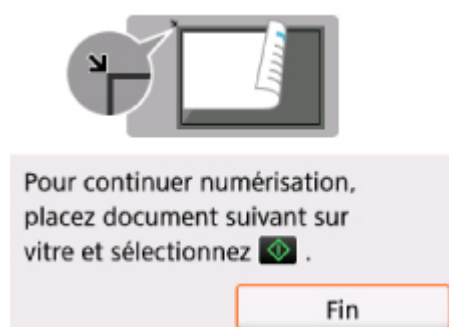 Pour continuer numérisation,
placez document suivant sur
vitre et sélectionnez .
Fin